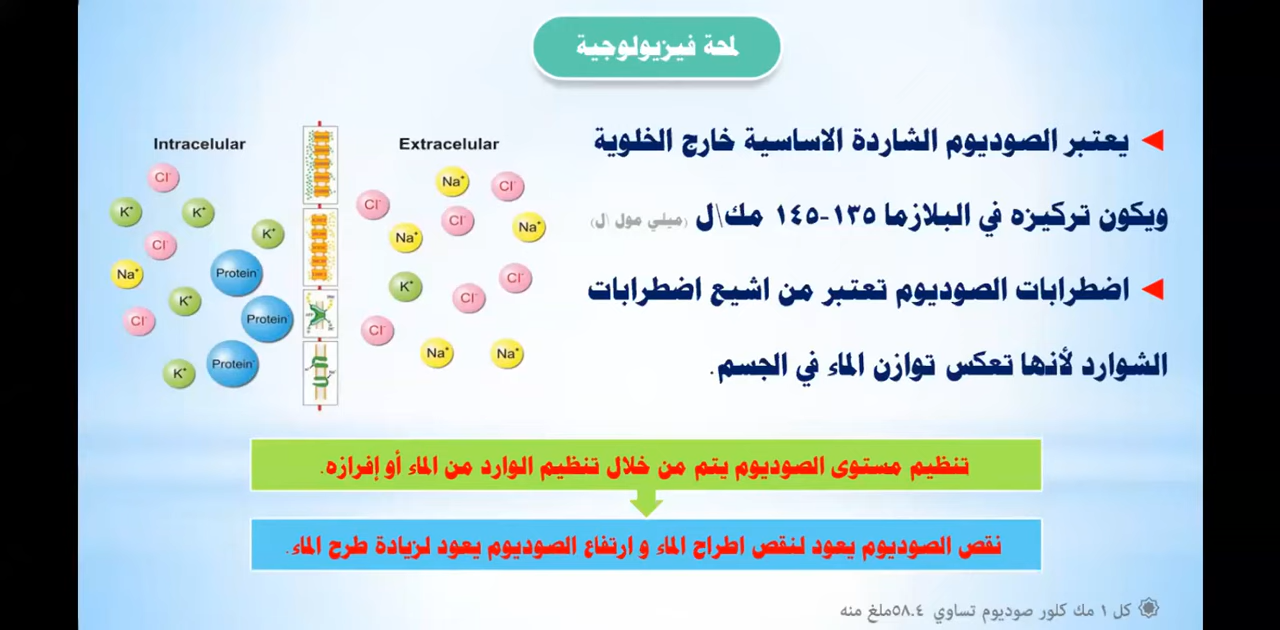 لمحة فيزيولوجية
يعتبر الصوديوم الشاردة الاساسية خارج الخلوية
ويكون تركيزه في البلازما ١٣٥-١٤٥ مك\ل (ميلي مول \ل)
اضطرابات الصوديوم تعتبر من اشيع اضطرابات
الشوارد لأنها تعكس توازن الماء في الجسم.
Intracelular
Extracelular
Cl⁻
Na⁺
Cl⁻
K⁺
K⁺
Cl⁻
Cl⁻
Na⁺
K⁺
Na⁺
Cl⁻
Na⁺
Protein⁻
K⁺
Cl⁻
K⁺
Cl⁻
Cl⁻
Protein⁻
Cl⁻
K⁺
Protein⁻
Na⁺
Na⁺
تنظيم مستوى الصوديوم يتم من خلال تنظيم الوارد من الماء أو إفرازه.
نقص الصوديوم يعود لنقص اطراح الماء و ارتفاع الصوديوم يعود لزيادة طرح الماء.
كل ١ مك كلور صوديوم تساوي ٥٨.٤ملغ منه